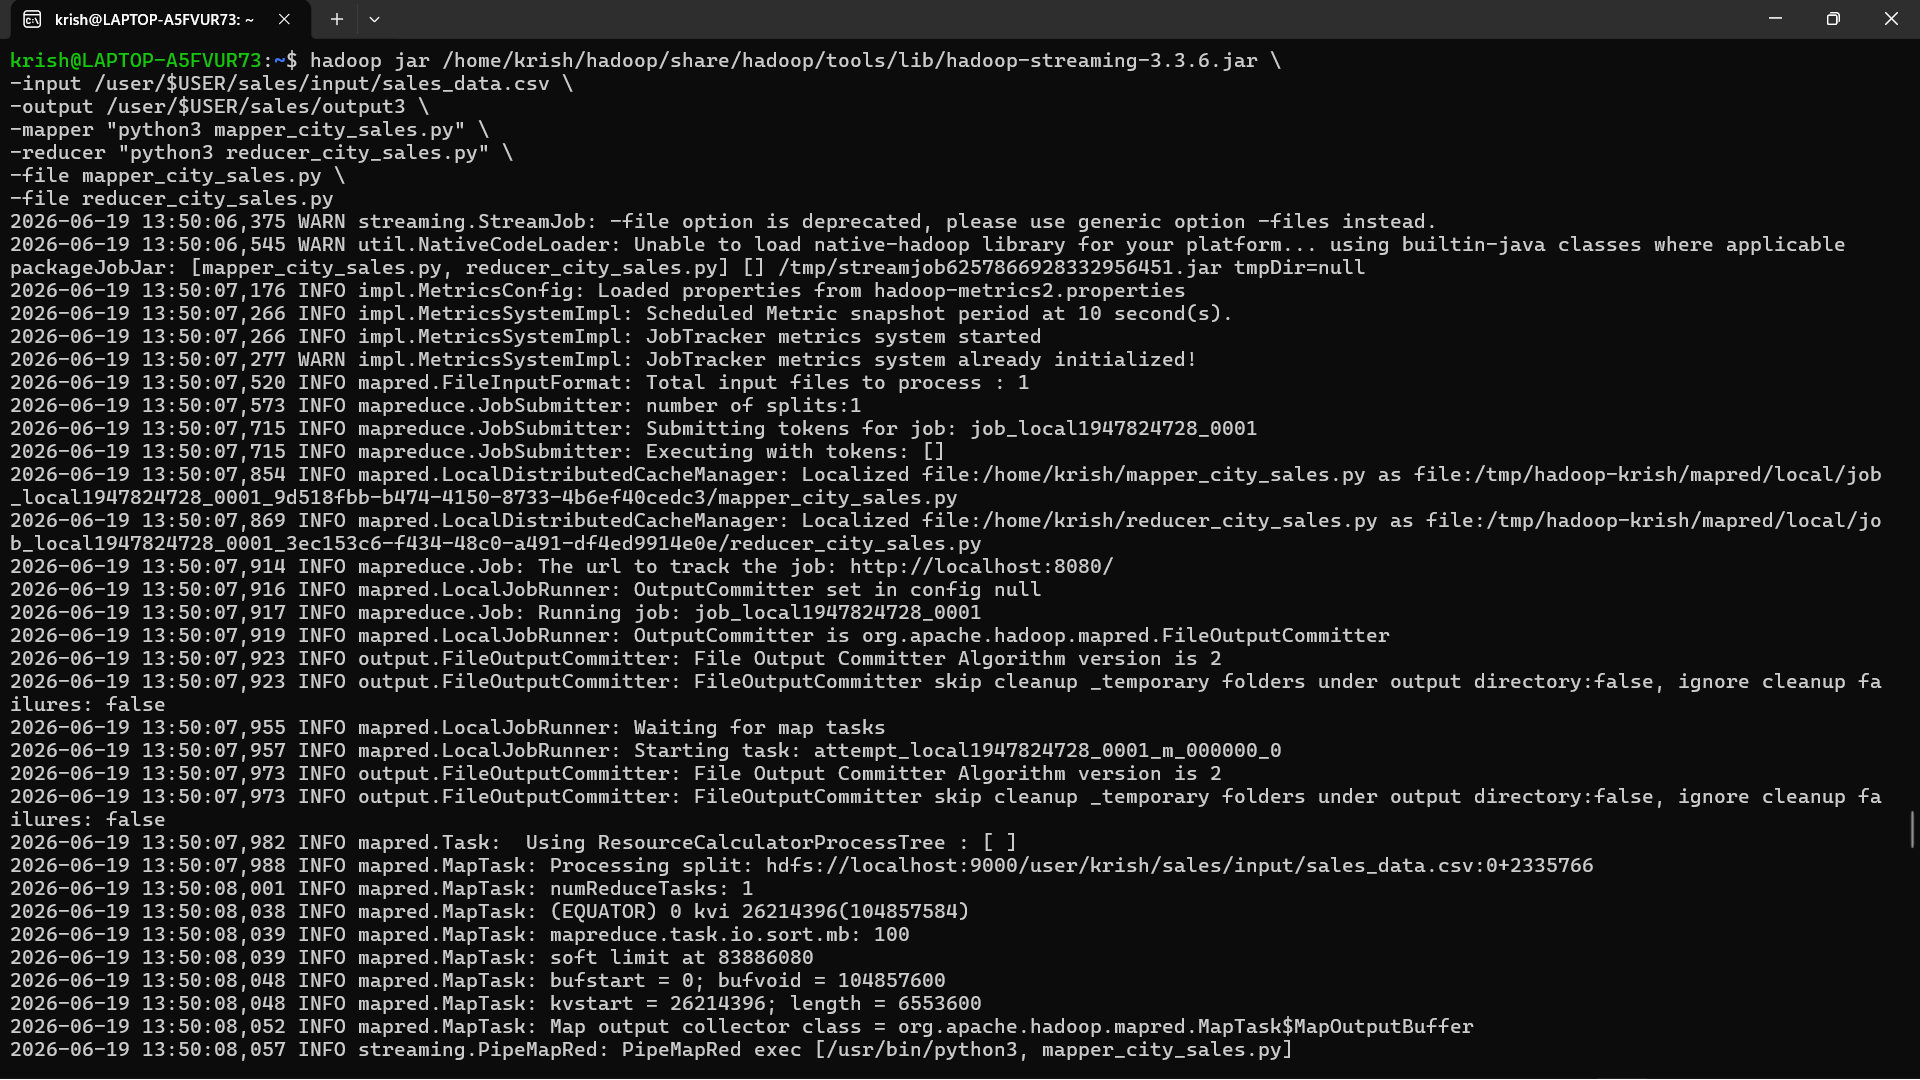 krish@LAPTOP-A5FVUR73: ~
krish@LAPTOP-A5FVUR73:~$ hadoop jar /home/krish/hadoop/share/hadoop/tools/lib/hadoop-streaming-3.3.6.jar \
-input /user/$USER/sales/input/sales_data.csv \
-output /user/$USER/sales/output3 \
-mapper "python3 mapper_city_sales.py" \
-reducer "python3 reducer_city_sales.py" \
-file mapper_city_sales.py \
-file reducer_city_sales.py
2026-06-19 13:50:06,375 WARN streaming.StreamJob: -file option is deprecated, please use generic option -files instead.
2026-06-19 13:50:06,545 WARN util.NativeCodeLoader: Unable to load native-hadoop library for your platform... using builtin-java classes where applicable
packageJobJar: [mapper_city_sales.py, reducer_city_sales.py] [] /tmp/streamjob6257866928332956451.jar tmpDir=null
2026-06-19 13:50:07,176 INFO impl.MetricsConfig: Loaded properties from hadoop-metrics2.properties
2026-06-19 13:50:07,266 INFO impl.MetricsSystemImpl: Scheduled Metric snapshot period at 10 second(s).
2026-06-19 13:50:07,266 INFO impl.MetricsSystemImpl: JobTracker metrics system started
2026-06-19 13:50:07,277 WARN impl.MetricsSystemImpl: JobTracker metrics system already initialized!
2026-06-19 13:50:07,520 INFO mapred.FileInputFormat: Total input files to process : 1
2026-06-19 13:50:07,573 INFO mapreduce.JobSubmitter: number of splits:1
2026-06-19 13:50:07,715 INFO mapreduce.JobSubmitter: Submitting tokens for job: job_local1947824728_0001
2026-06-19 13:50:07,715 INFO mapreduce.JobSubmitter: Executing with tokens: []
2026-06-19 13:50:07,854 INFO mapred.LocalDistributedCacheManager: Localized file:/home/krish/mapper_city_sales.py as file:/tmp/hadoop-krish/mapred/local/job
_local1947824728_0001_9d518fbb-b474-4150-8733-4b6ef40cedc3/mapper_city_sales.py
2026-06-19 13:50:07,869 INFO mapred.LocalDistributedCacheManager: Localized file:/home/krish/reducer_city_sales.py as file:/tmp/hadoop-krish/mapred/local/jo
b_local1947824728_0001_3ec153c6-f434-48c0-a491-df4ed9914e0e/reducer_city_sales.py
2026-06-19 13:50:07,914 INFO mapreduce.Job: The url to track the job: http://localhost:8080/
2026-06-19 13:50:07,916 INFO mapred.LocalJobRunner: OutputCommitter set in config null
2026-06-19 13:50:07,917 INFO mapreduce.Job: Running job: job_local1947824728_0001
2026-06-19 13:50:07,919 INFO mapred.LocalJobRunner: OutputCommitter is org.apache.hadoop.mapred.FileOutputCommitter
2026-06-19 13:50:07,923 INFO output.FileOutputCommitter: File Output Committer Algorithm version is 2
2026-06-19 13:50:07,923 INFO output.FileOutputCommitter: FileOutputCommitter skip cleanup _temporary folders under output directory:false, ignore cleanup fa
ilures: false
2026-06-19 13:50:07,955 INFO mapred.LocalJobRunner: Waiting for map tasks
2026-06-19 13:50:07,957 INFO mapred.LocalJobRunner: Starting task: attempt_local1947824728_0001_m_000000_0
2026-06-19 13:50:07,973 INFO output.FileOutputCommitter: File Output Committer Algorithm version is 2
2026-06-19 13:50:07,973 INFO output.FileOutputCommitter: FileOutputCommitter skip cleanup _temporary folders under output directory:false, ignore cleanup fa
ilures: false
2026-06-19 13:50:07,982 INFO mapred.Task:  Using ResourceCalculatorProcessTree : [ ]
2026-06-19 13:50:07,988 INFO mapred.MapTask: Processing split: hdfs://localhost:9000/user/krish/sales/input/sales_data.csv:0+2335766
2026-06-19 13:50:08,001 INFO mapred.MapTask: numReduceTasks: 1
2026-06-19 13:50:08,038 INFO mapred.MapTask: (EQUATOR) 0 kvi 26214396(104857584)
2026-06-19 13:50:08,039 INFO mapred.MapTask: mapreduce.task.io.sort.mb: 100
2026-06-19 13:50:08,039 INFO mapred.MapTask: soft limit at 83886080
2026-06-19 13:50:08,048 INFO mapred.MapTask: bufstart = 0; bufvoid = 104857600
2026-06-19 13:50:08,048 INFO mapred.MapTask: kvstart = 26214396; length = 6553600
2026-06-19 13:50:08,052 INFO mapred.MapTask: Map output collector class = org.apache.hadoop.mapred.MapTask$MapOutputBuffer
2026-06-19 13:50:08,057 INFO streaming.PipeMapRed: PipeMapRed exec [/usr/bin/python3, mapper_city_sales.py]